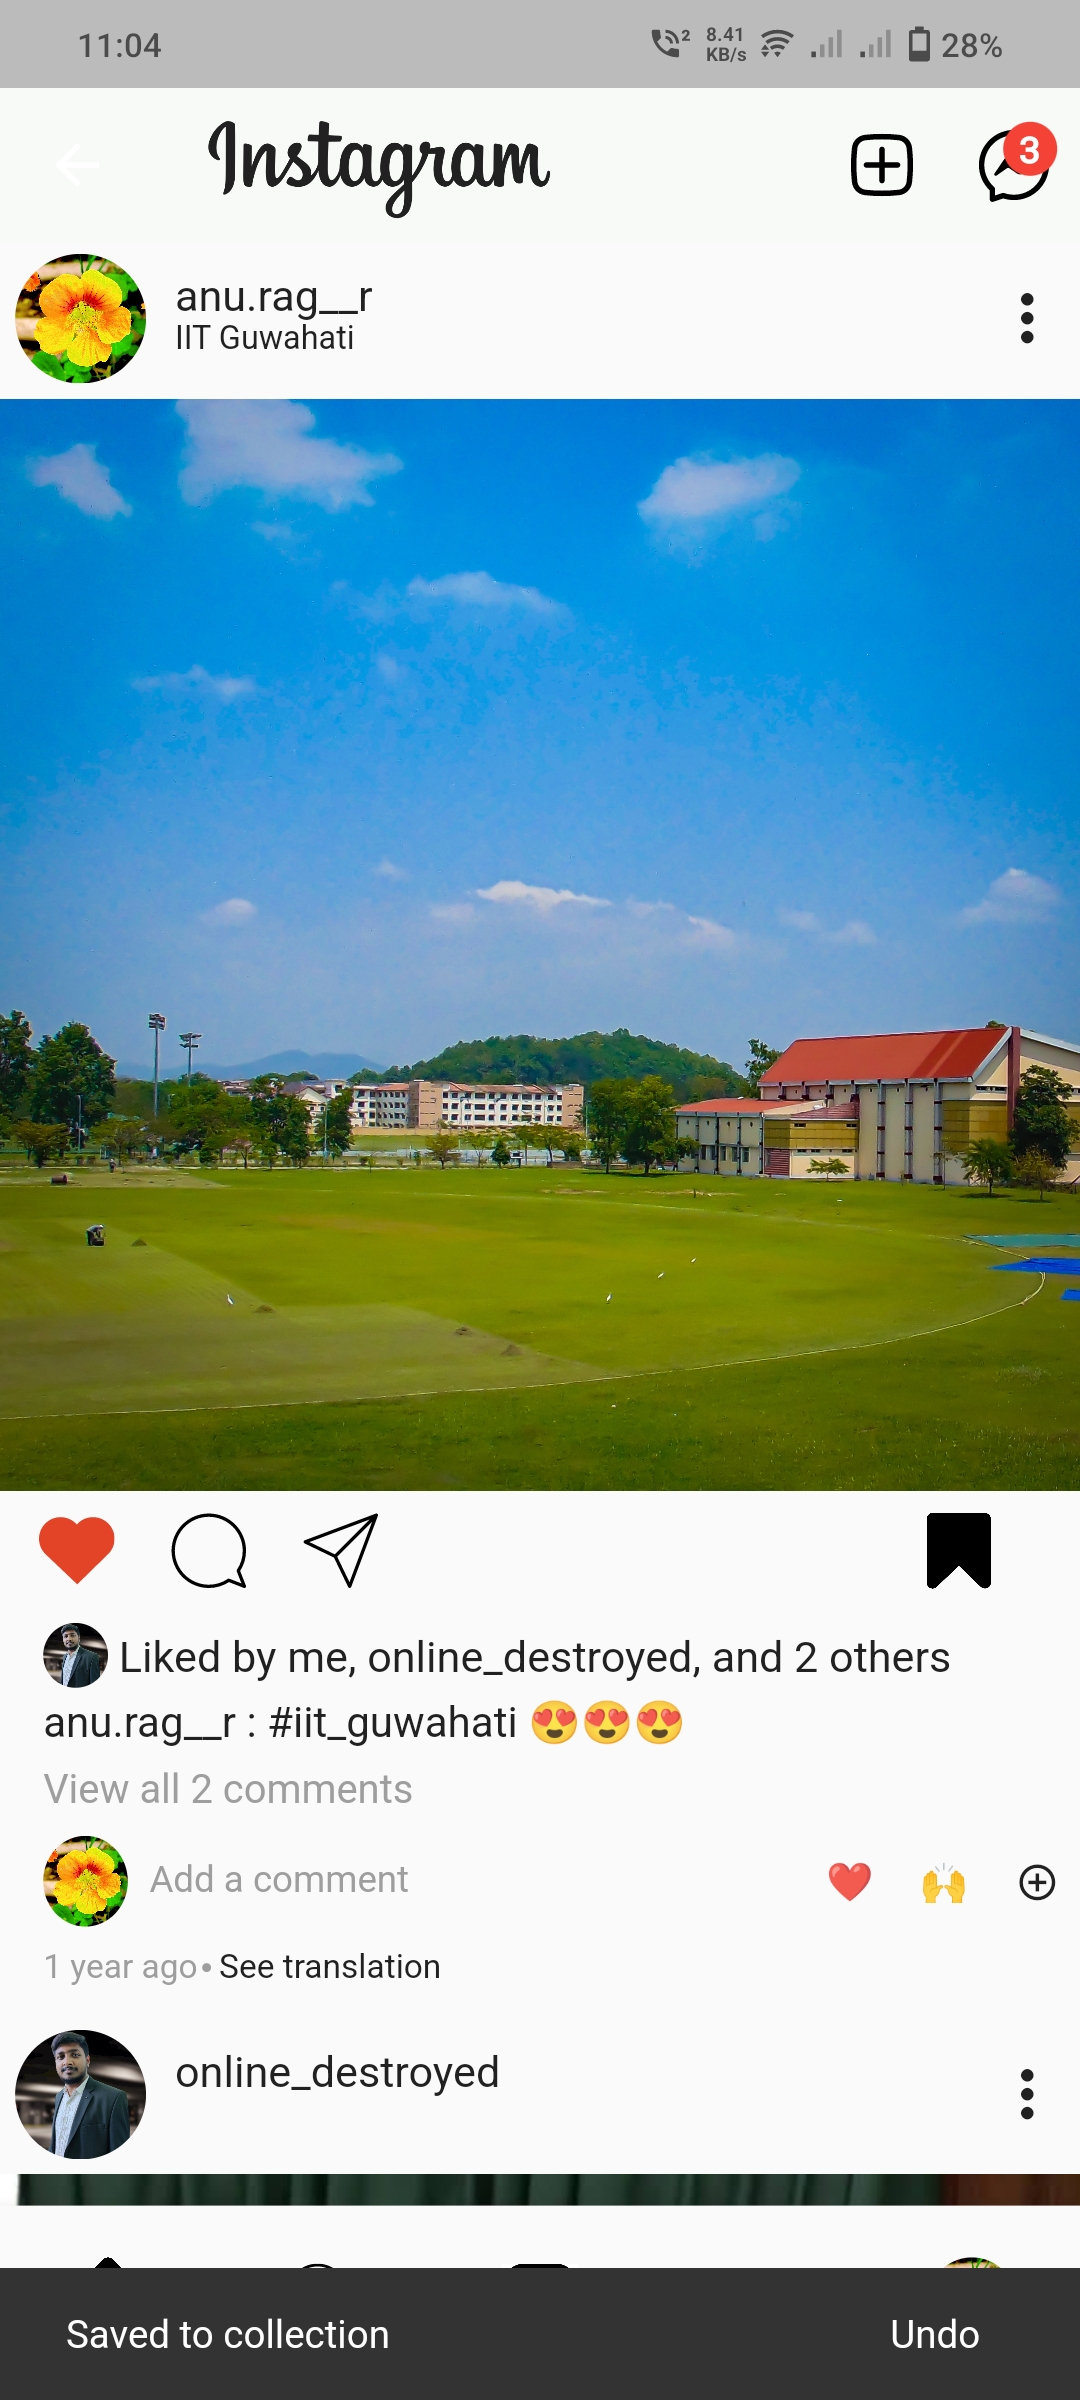 11:04
8.41
KB/s
28%
Instagram
3
anu.rag__r
IIT Guwahati
Liked by me, online_destroyed, and 2 others
anu.rag__r : #iit_guwahati 😍😍😍
View all 2 comments
Add a comment
1 year ago • See translation
online_destroyed
Saved to collection
Undo